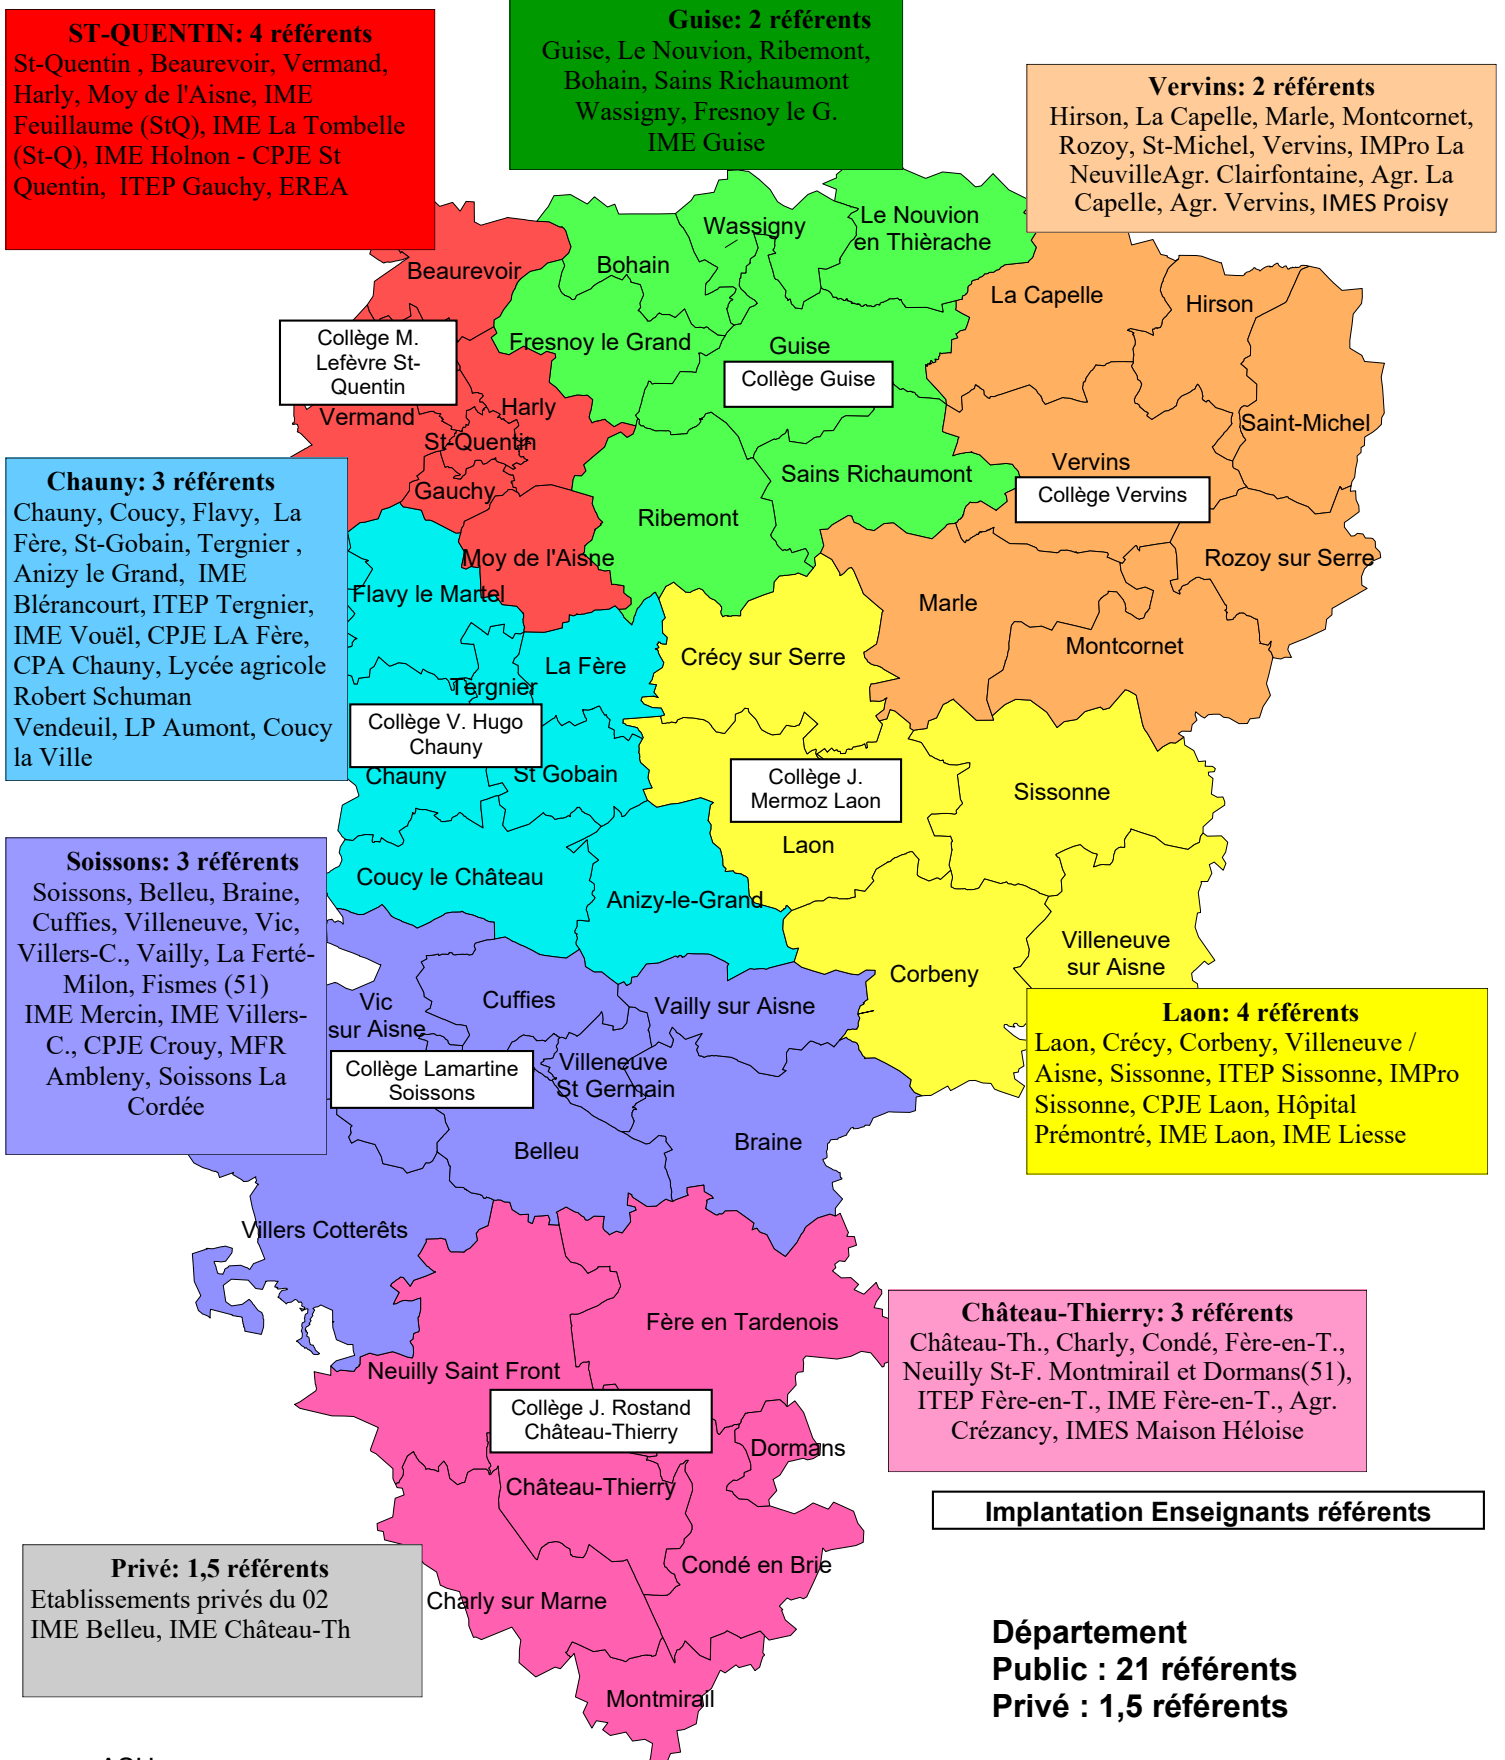 ST-QUENTIN: 4 référents
St-Quentin , Beaurevoir, Vermand,
Harly, Moy de l'Aisne, IME
Feuillaume (StQ), IME La Tombelle
(St-Q), IME Holnon - CPJE St
Quentin, ITEP Gauchy, EREA
Guise: 2 référents
Guise, Le Nouvion, Ribemont,
Bohain, Sains Richaumont
Wassigny, Fresnoy le G.
IME Guise
Vervins: 2 référents
Hirson, La Capelle, Marle, Montcornet,
Rozoy, St-Michel, Vervins, IMPro La
NeuvilleAgr. Clairfontaine, Agr. La
Capelle, Agr. Vervins, IMES Proisy
Wassigny
Le Nouvion
en Thièrache
Beaurevoir
Bohain
La Capelle
Hirson
Collège M.
Lefèvre St-
Quentin
Fresnoy le Grand
Guise
Collège Guise
Vermand
Harly
St-Quentin
Gauchy
Saint-Michel
Sains Richaumont
Vervins
Collège Vervins
Ribemont
Moy de l'Aisne
Rozoy sur Serre
Chauny: 3 référents
Chauny, Coucy, Flavy, La
Fère, St-Gobain, Tergnier ,
Anizy le Grand, IME
Blérancourt, ITEP Tergnier,
IME Vouël, CPJE LA Fère,
CPA Chauny, Lycée agricole
Robert Schuman
Vendeuil, LP Aumont, Coucy
la Ville
Flavy le Martel
Marle
Montcornet
La Fère
Crécy sur Serre
Tergnier
Collège V. Hugo
Chauny
Chauny
St Gobain
Collège J.
Mermoz Laon
Sissonne
Laon
Coucy le Château
Anizy-le-Grand
Soissons: 3 référents
Soissons, Belleu, Braine,
Cuffies, Villeneuve, Vic,
Villers-C., Vailly, La Ferté-
Milon, Fismes (51)
IME Mercin, IME Villers-
C., CPJE Crouy, MFR
Ambleny, Soissons La
Cordée
Villeneuve
sur Aisne
Corbeny
Vic
sur Aisne
Cuffies
Vailly sur Aisne
Laon: 4 référents
Laon, Crécy, Corbeny, Villeneuve /
Aisne, Sissonne, ITEP Sissonne, IMPro
Sissonne, CPJE Laon, Hôpital
Prémontré, IME Laon, IME Liesse
Collège Lamartine
Soissons
Villeneuve
St Germain
Belleu
Braine
Villers Cotterêts
Fère en Tardenois
Château-Thierry: 3 référents
Château-Th., Charly, Condé, Fère-en-T.,
Neuilly St-F. Montmirail et Dormans(51),
ITEP Fère-en-T., IME Fère-en-T., Agr.
Crézancy, IMES Maison Héloise
Neuilly Saint Front
Collège J. Rostand
Château-Thierry
Dormans
Château-Thierry
Implantation Enseignants référents
Privé: 1,5 référents
Etablissements privés du 02
IME Belleu, IME Château-Th
Condé en Brie
Charly sur Marne
Montmirail
Département
Public : 21 référents
Privé : 1,5 référents